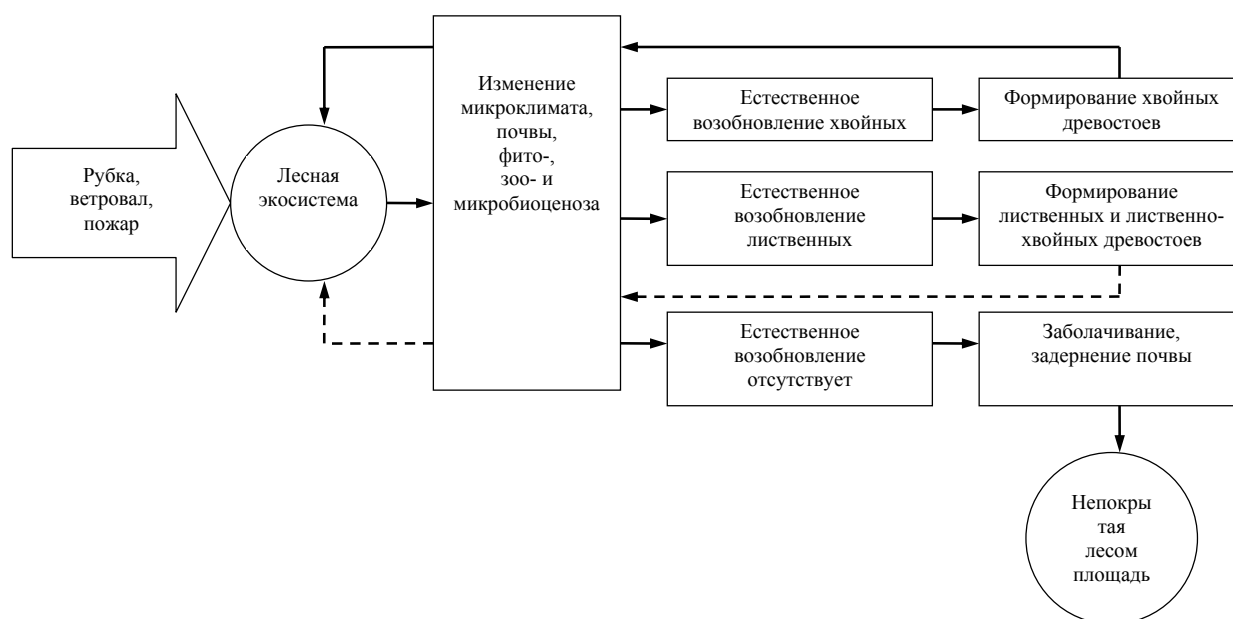 Рубка,
ветровал,
пожар
Лесная
экосистема
Изменение
микроклимата,
почвы,
фито-,
зоо- и
микробиоценоза
Естественное
возобновление хвойных
Формирование хвойных
древостоев
Естественное
возобновление
лиственных
Формирование
лиственных и лиственно-
хвойных древостоев
Естественное
возобновление
отсутствует
Заболачивание,
задернение почвы
Непокры
тая
лесом
площадь